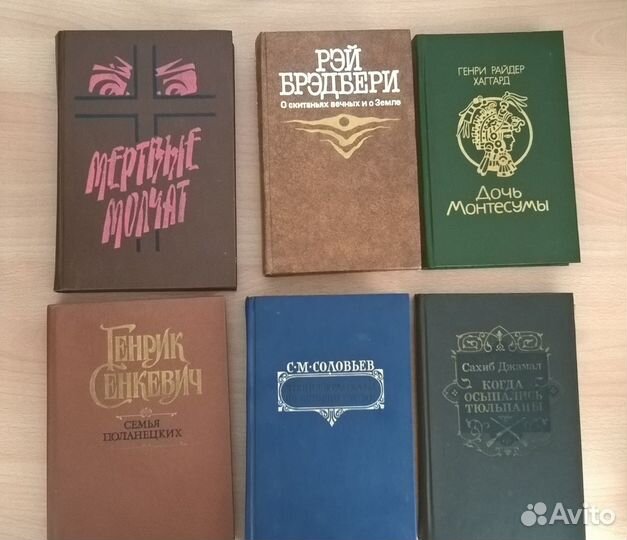 МЕРТВЫЕ
МОЛЧАТ
РЭЙ
БРЭДБЕРИ
О скитаньях вечных и о Земле
ГЕНРИ РАЙДЕР
ХАГГАРД
Дочь
Монтесумы
ГЕНРИК
СЕНКЕВИЧ
СЕМЬЯ
ПОЛАНЕЦКИХ
С·М·СОЛОВЬЕВ
Сахиб Джамал
КОГДА
ОСЫПАЛИСЬ
ТЮЛЬПАНЫ
Avito